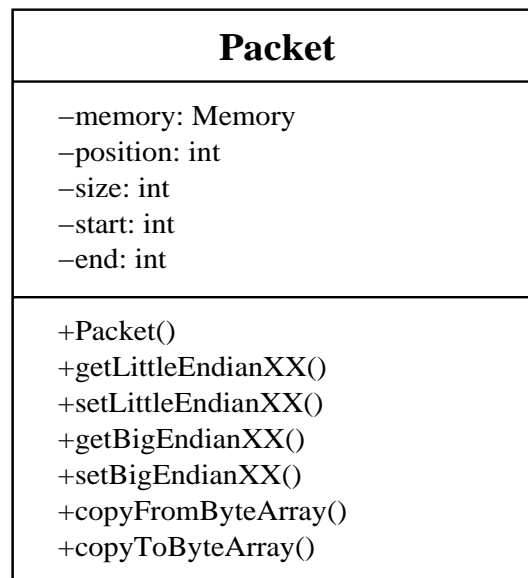 Packet
−memory: Memory
−position: int
−size: int
−start: int
−end: int
+Packet()
+getLittleEndianXX()
+setLittleEndianXX()
+getBigEndianXX()
+setBigEndianXX()
+copyFromByteArray()
+copyToByteArray()